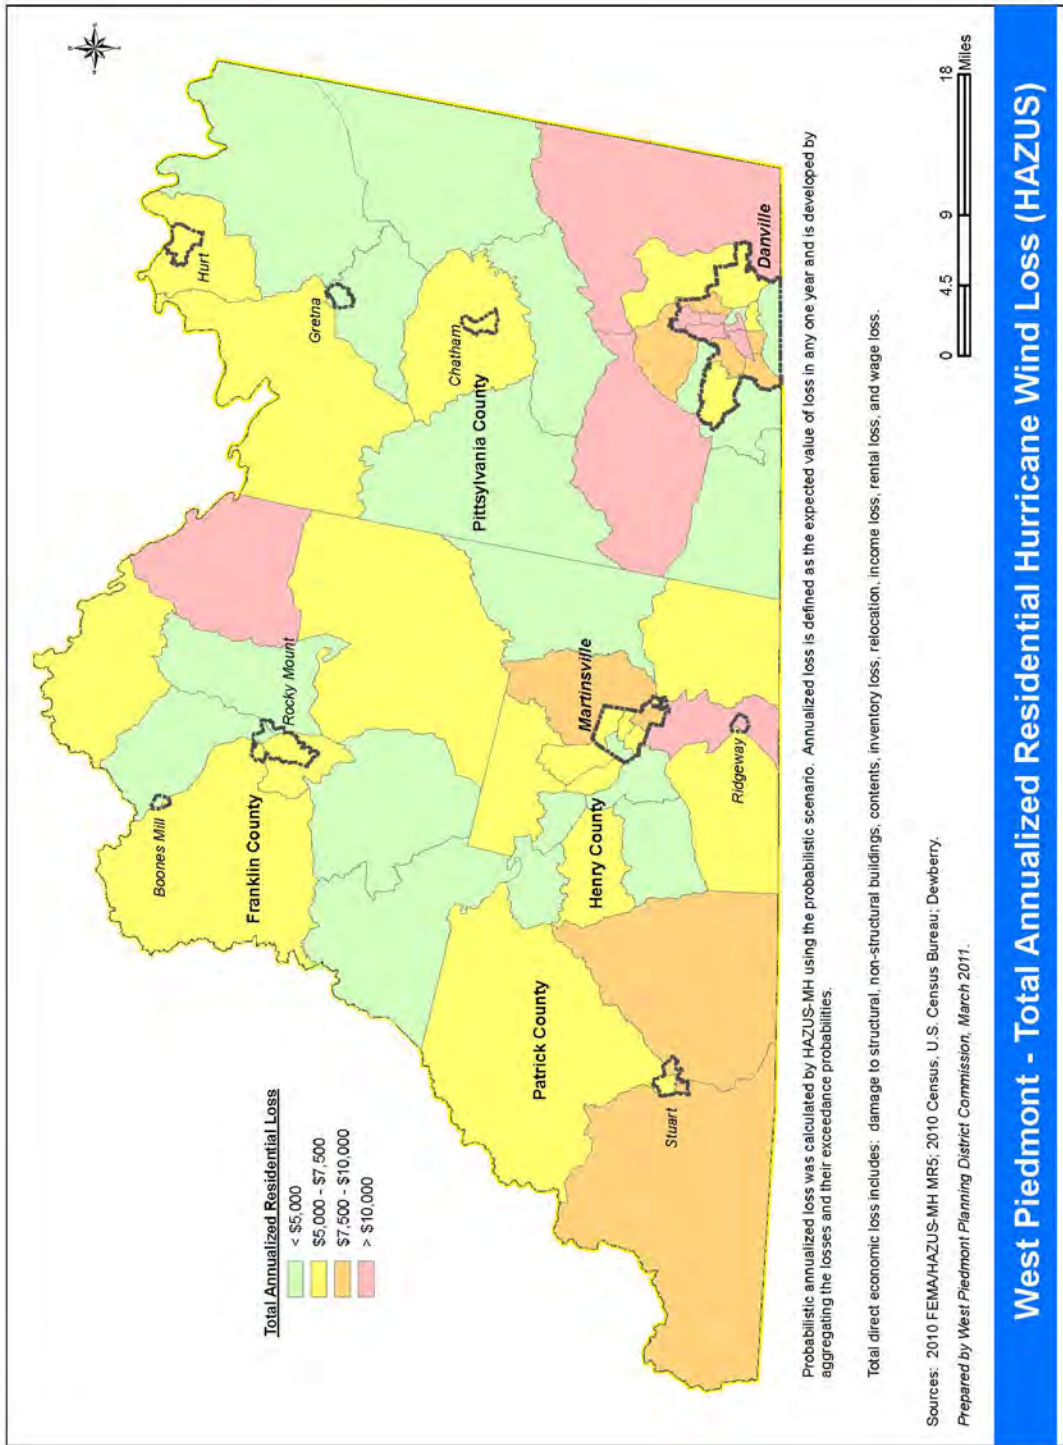 Total Annualized Residential Loss
< $5,000
$5,000 - $7,500
$7,500 - $10,000
> $10,000
Boones Mill
Franklin County
Rocky Mount
Hurt
Gretna
Chatham
Pittsylvania County
Patrick County
Henry County
Martinsville
Stuart
Ridgeway
Danville
Probabilistic annualized loss was calculated by HAZUS-MH using the probabilistic scenario. Annualized loss is defined as the expected value of loss in any one year and is developed by
aggregating the losses and their exceedance probabilities.
Total direct economic loss includes: damage to structural, non-structural buildings, contents, inventory loss, relocation, income loss, rental loss, and wage loss.
Sources: 2010 FEMA/HAZUS-MH MR5; 2010 Census, U.S. Census Bureau; Dewberry.
Prepared by West Piedmont Planning District Commission, March 2011.
0 4.5 9 18
Miles
West Piedmont - Total Annualized Residential Hurricane Wind Loss (HAZUS)